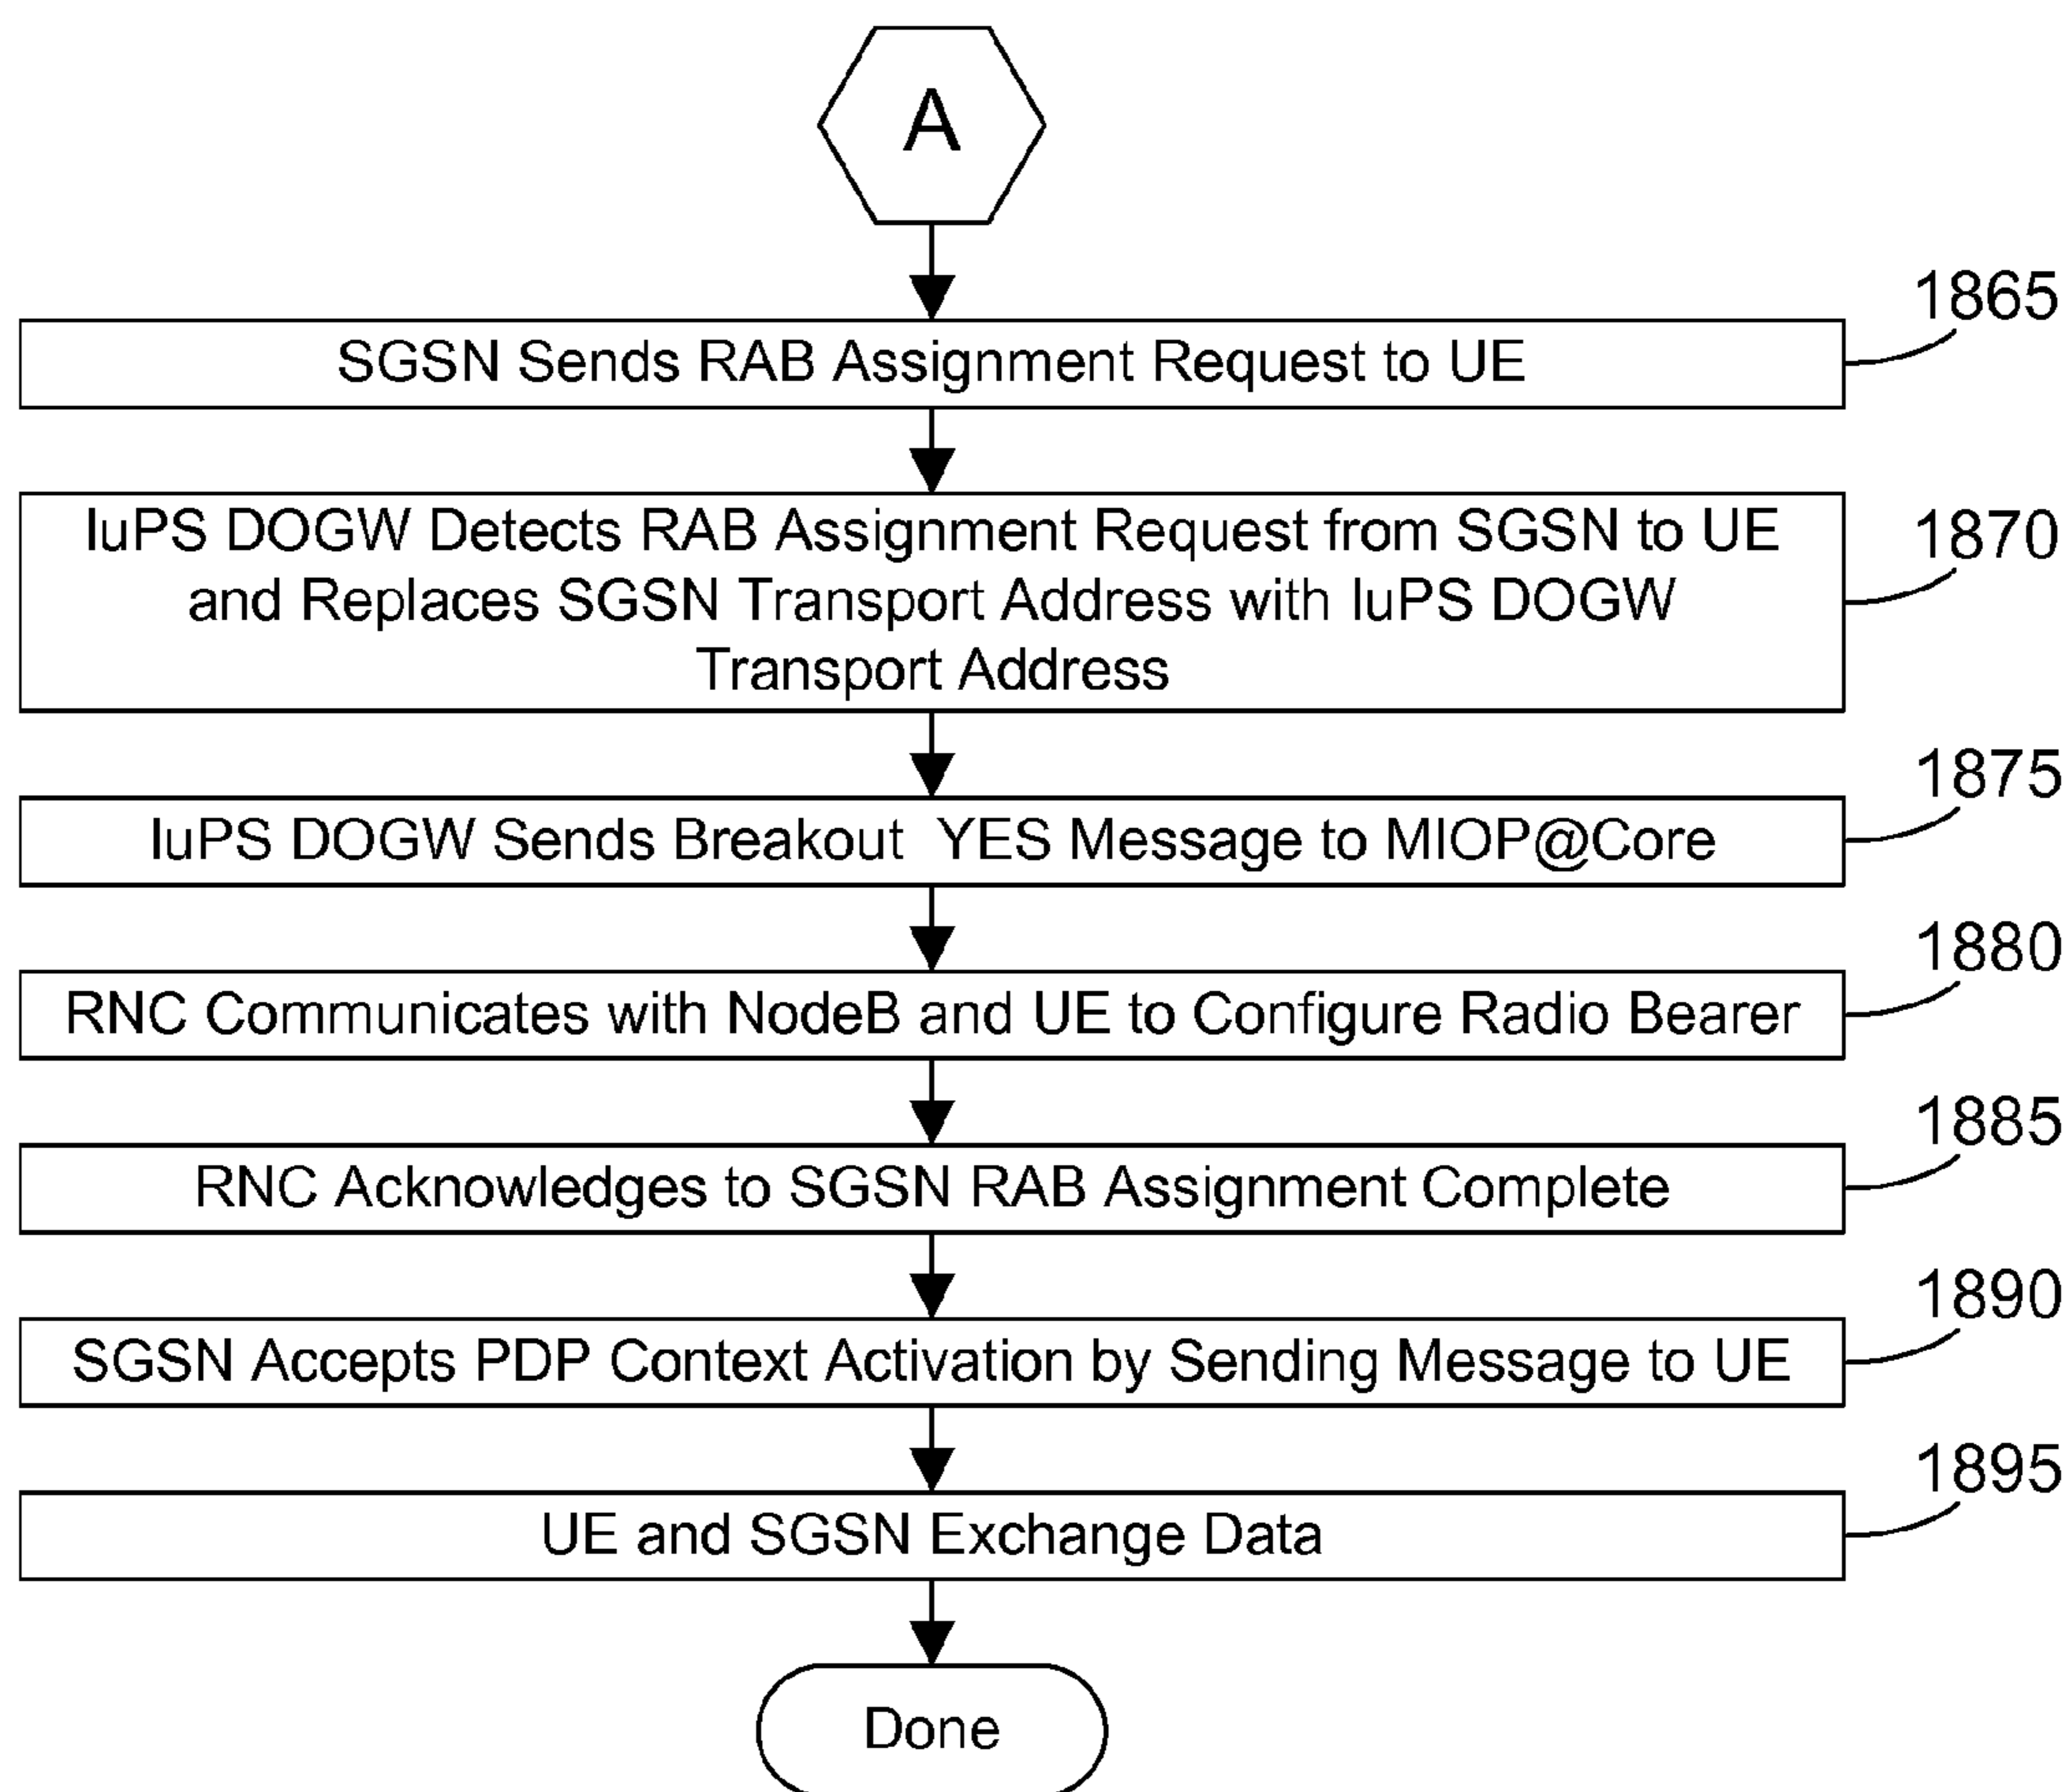 A
1865
SGSN Sends RAB Assignment Request to UE
1870
IuPS DOGW Detects RAB Assignment Request from SGSN to UE
and Replaces SGSN Transport Address with IuPS DOGW
Transport Address
1875
IuPS DOGW Sends Breakout YES Message to MIOP@Core
1880
RNC Communicates with NodeB and UE to Configure Radio Bearer
1885
RNC Acknowledges to SGSN RAB Assignment Complete
1890
SGSN Accepts PDP Context Activation by Sending Message to UE
1895
UE and SGSN Exchange Data
Done